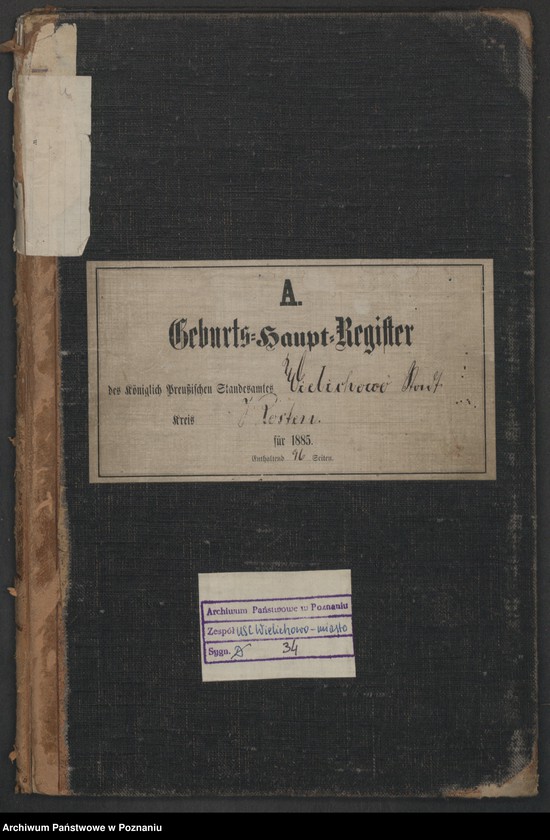 A.
Geburts-Haupt-Register
des Königlich Preußischen Standesamtes Wielichowo Stadt
Kreis Kosten.
für 1885.
Enthaltend 96 Seiten.
Archiwum Państwowe w Poznaniu
Zespół USC Wielichowo-miasto
Sygn. 34
Archiwum Państwowe w Poznaniu